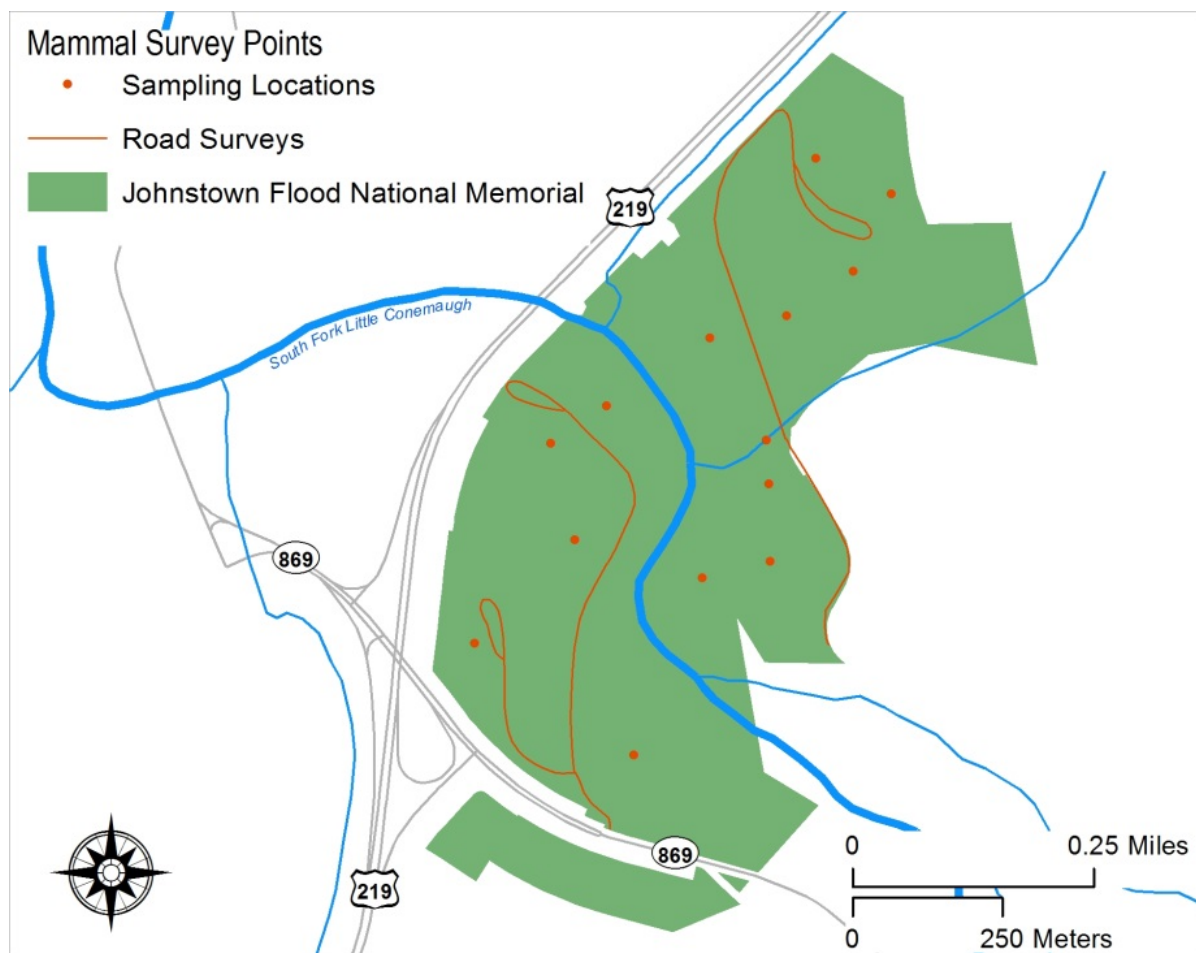 Mammal Survey Points
Sampling Locations
Road Surveys
Johnstown Flood National Memorial
219
South Fork Little Conemaugh
869
869
219
0 0.25 Miles
0 250 Meters